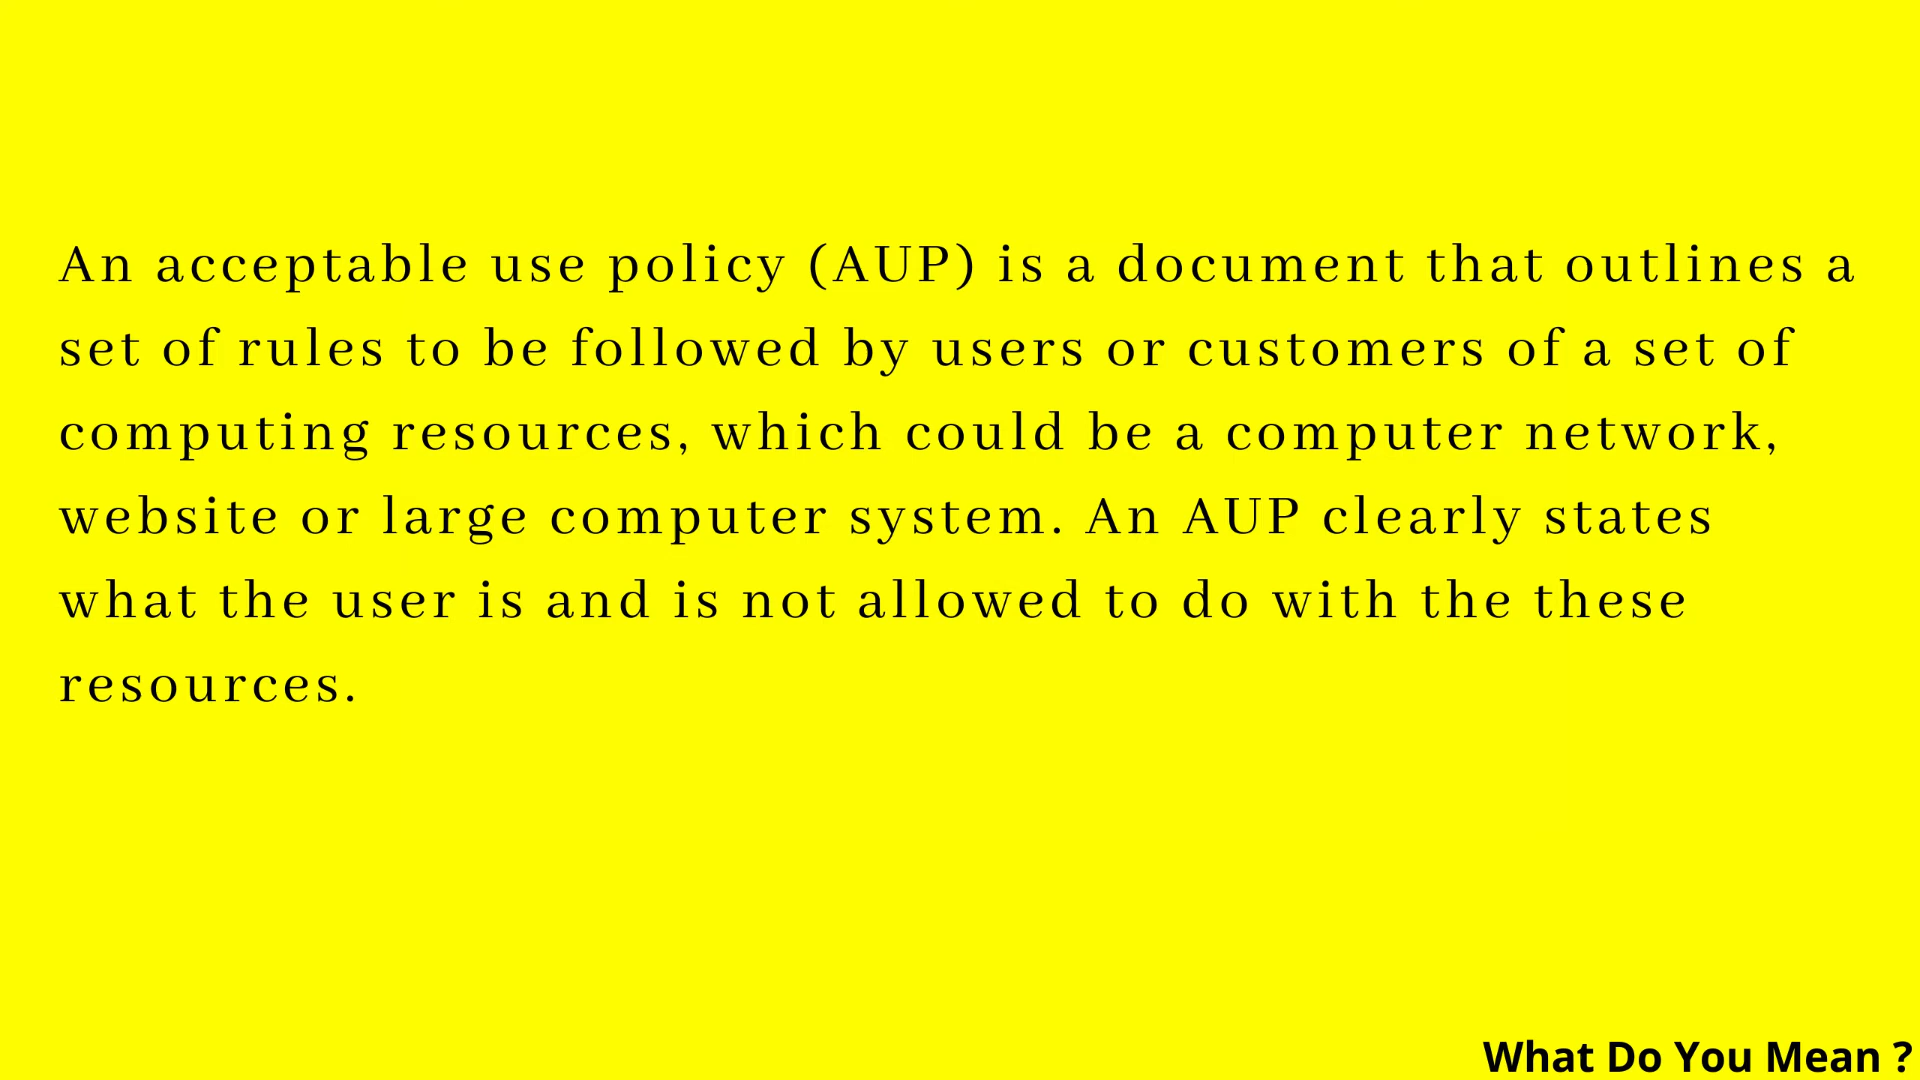 An acceptable use policy (AUP) is a document that outlines a
set of rules to be followed by users or customers of a set of
computing resources, which could be a computer network,
website or large computer system. An AUP clearly states
what the user is and is not allowed to do with the these
resources.
What Do You Mean ?